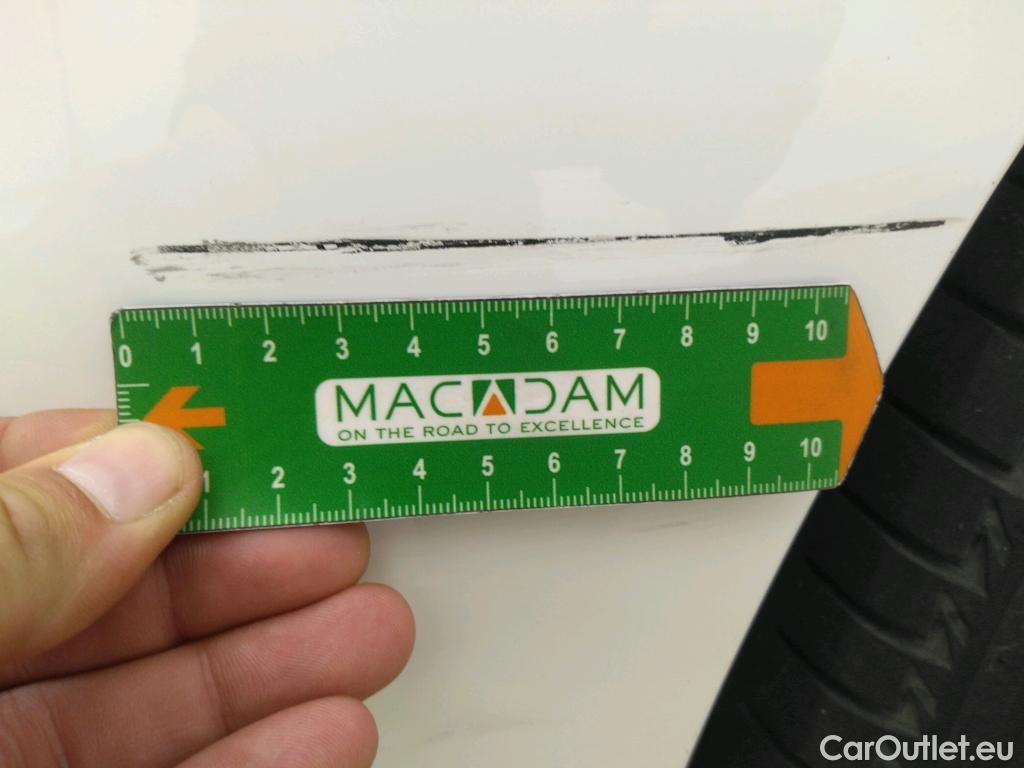 0 1 2 3 4 5 6 7 8 9 10
MACADAM
ON THE ROAD TO EXCELLENCE
1 2 3 4 5 6 7 8 9 10
CarOutlet.eu